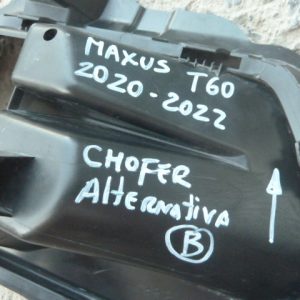 MAXUS T60
2020-2022
CHOFER
Alternativa
B